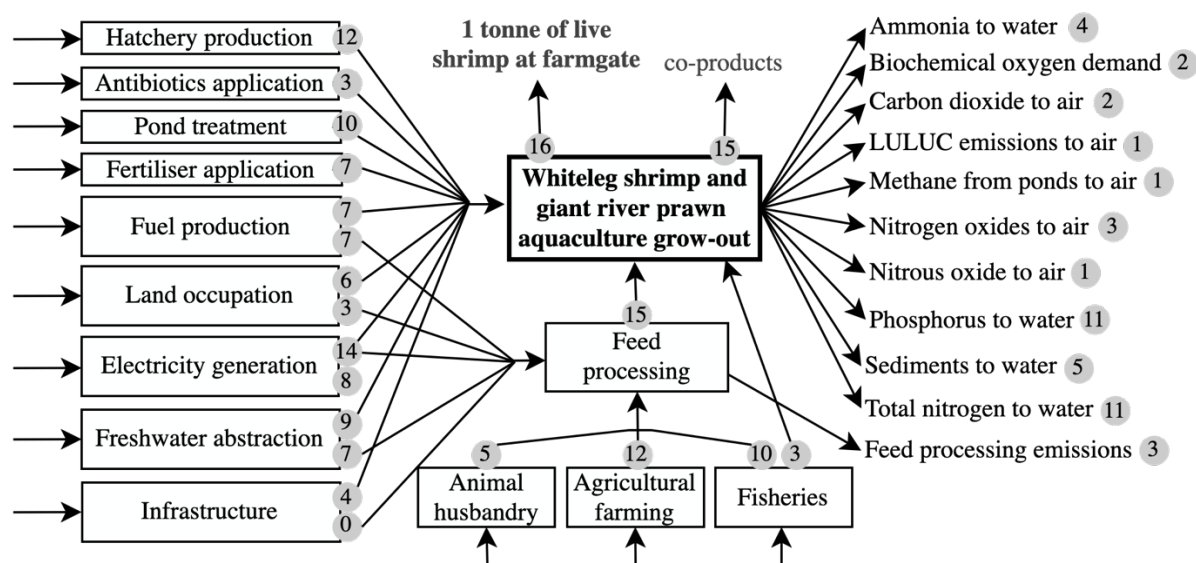 Hatchery production 12
Antibiotics application 3
Pond treatment 10
Fertiliser application 7
Fuel production 7
7
Land occupation 6
3
Electricity generation 14
8
Freshwater abstraction 9
7
Infrastructure 4
0
1 tonne of live
shrimp at farmgate
16
co-products
15
Whiteleg shrimp and
giant river prawn
aquaculture grow-out
15
Feed
processing
5
Animal
husbandry
12
Agricultural
farming
10 3
Fisheries
Ammonia to water 4
Biochemical oxygen demand 2
Carbon dioxide to air 2
LULUC emissions to air 1
Methane from ponds to air 1
Nitrogen oxides to air 3
Nitrous oxide to air 1
Phosphorus to water 11
Sediments to water 5
Total nitrogen to water 11
Feed processing emissions 3